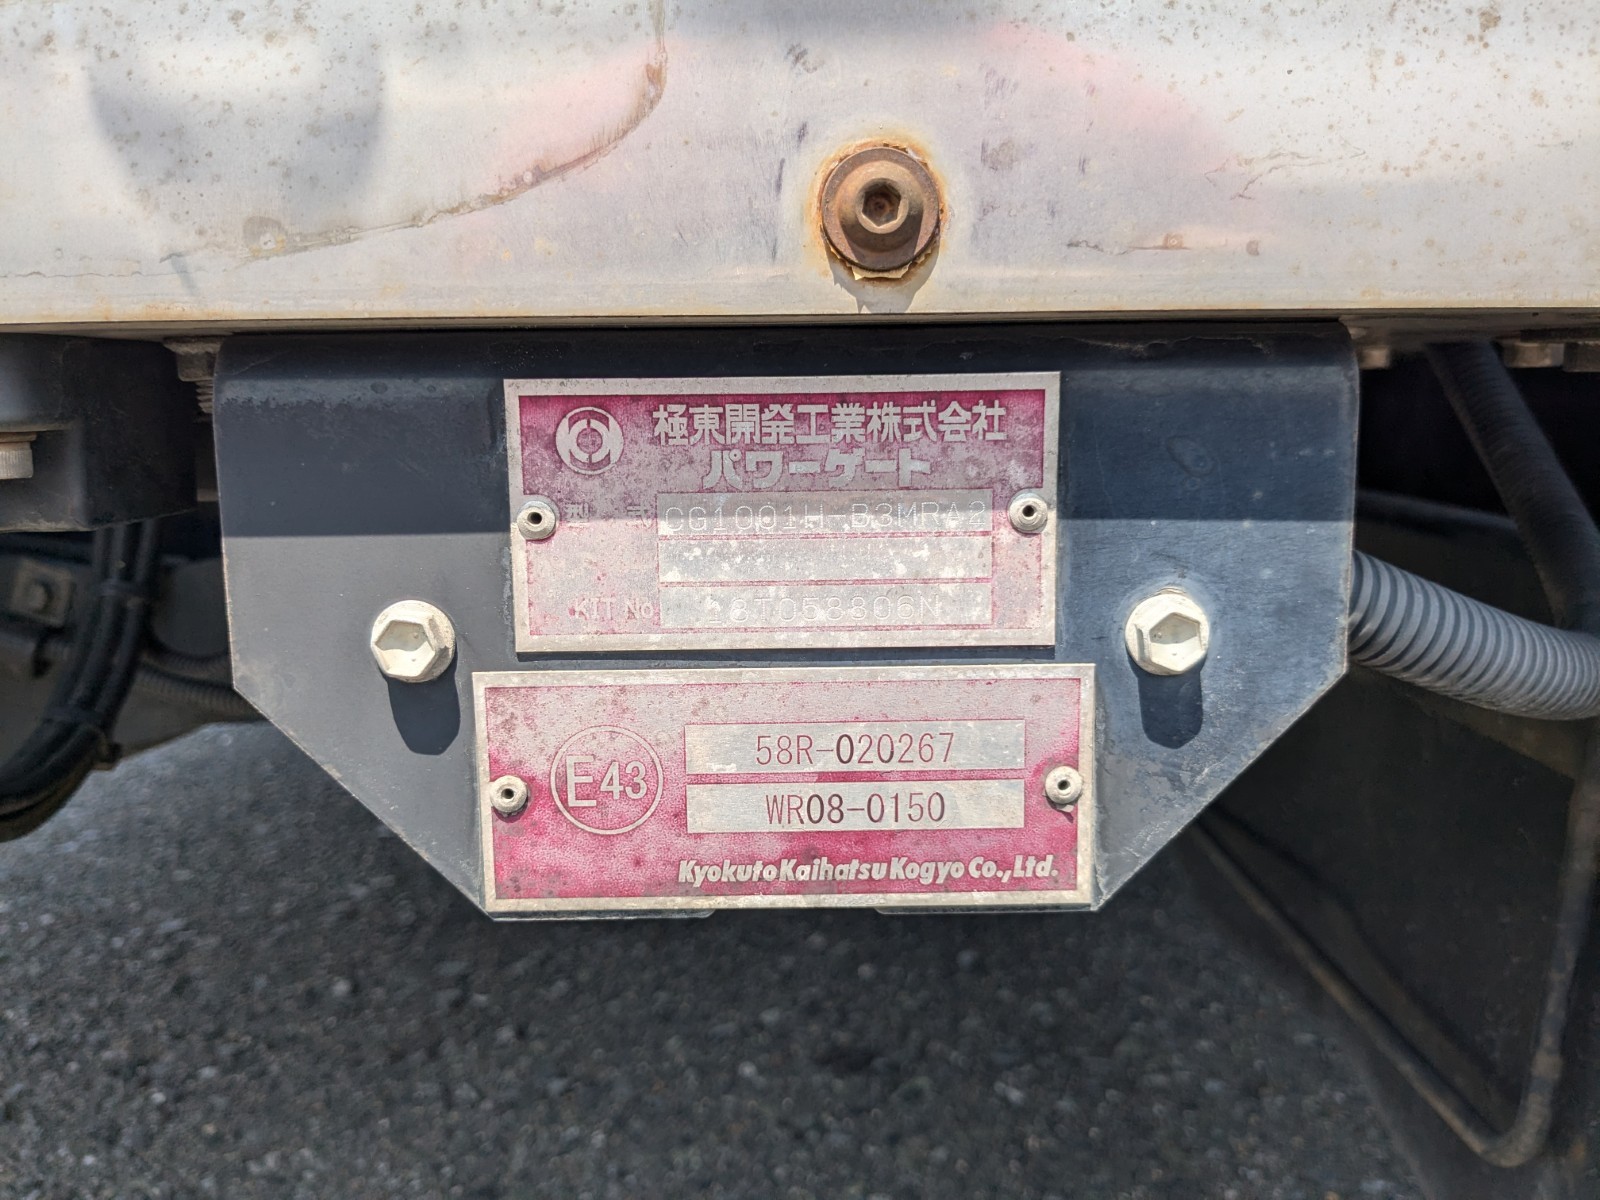 極東開発工業株式会社
パワーゲート
型式 CG1001H-B3MRA2
KIT No. 18T058806N
E43
58R-020267
WR08-0150
Kyokuto Kaihatsu Kogyo Co., Ltd.